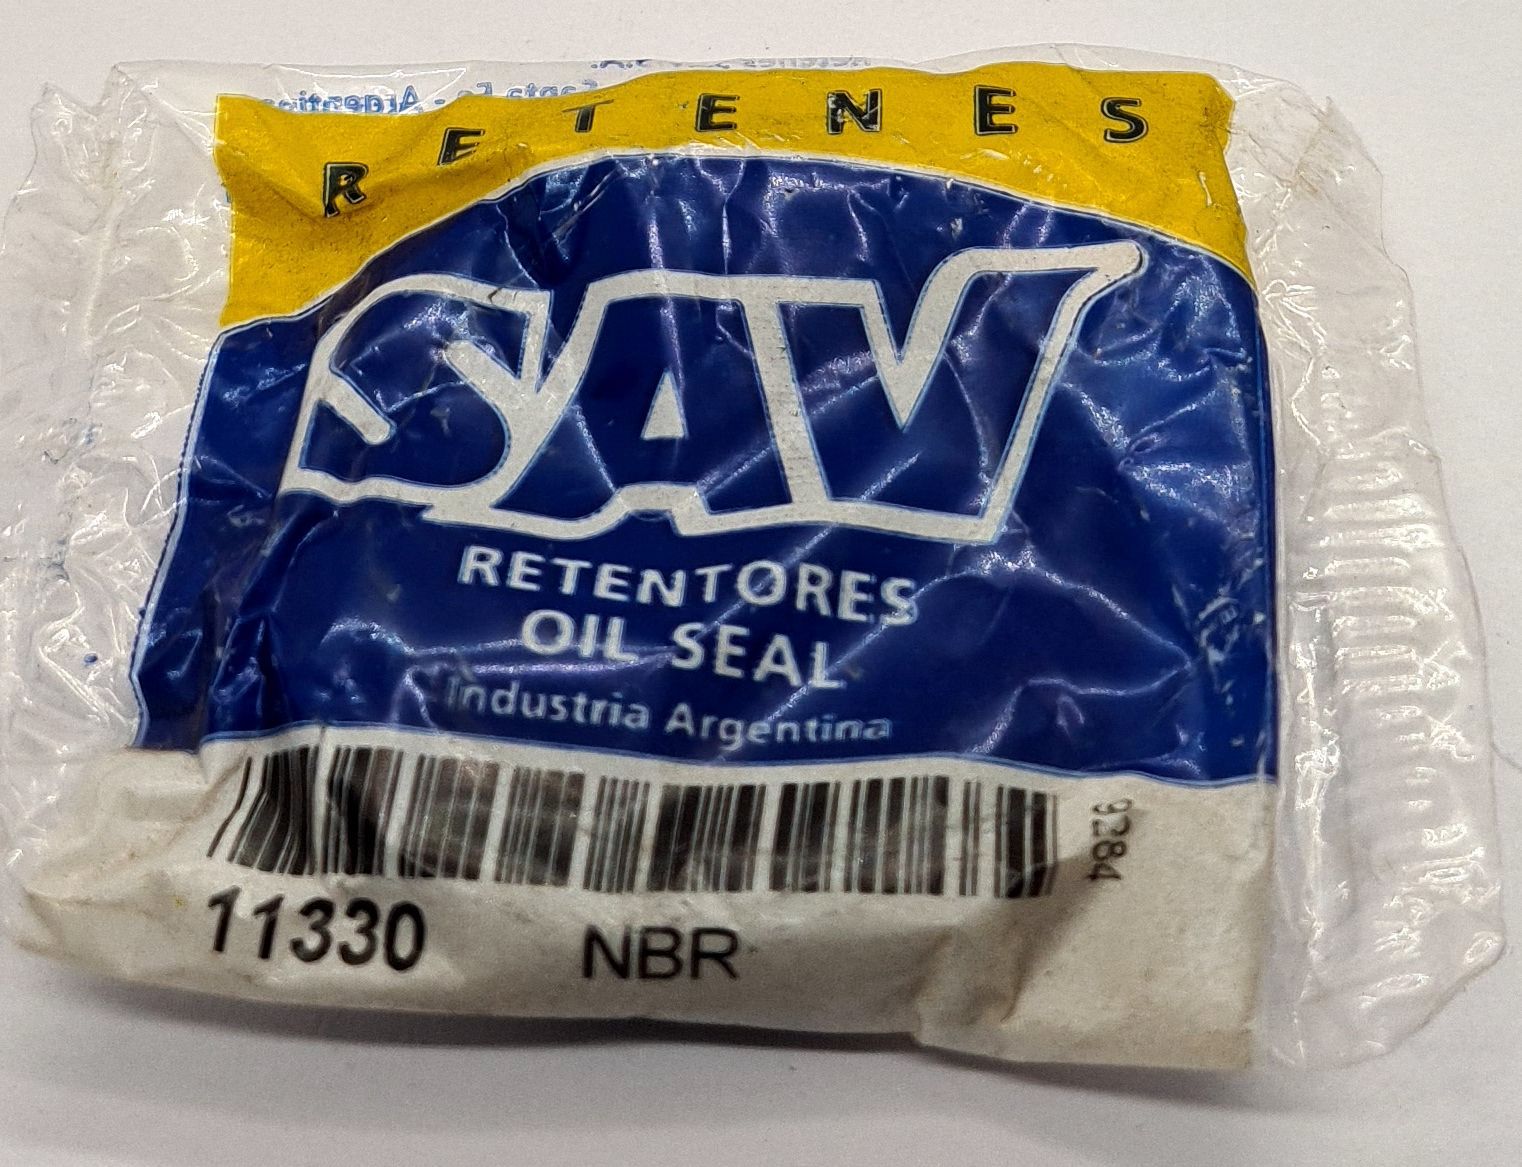 RETENES
SAV
RETENTORES
OIL SEAL
Industria Argentina
9284
11330 NBR